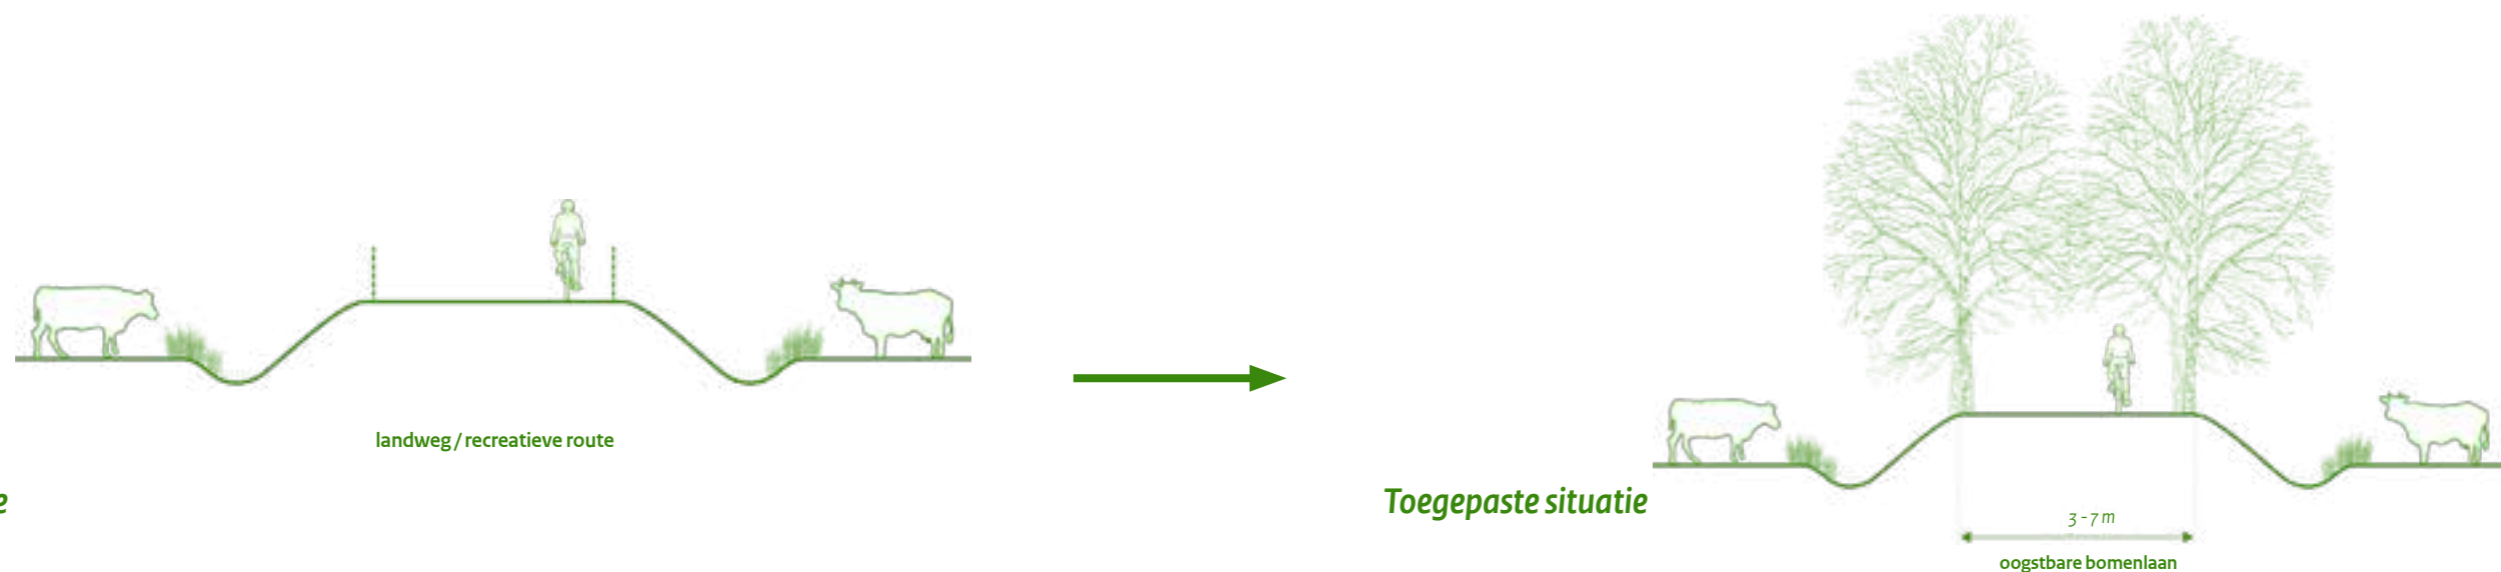 landweg / recreatieve route
Toegepaste situatie
3 - 7 m
oogstbare bomenlaan